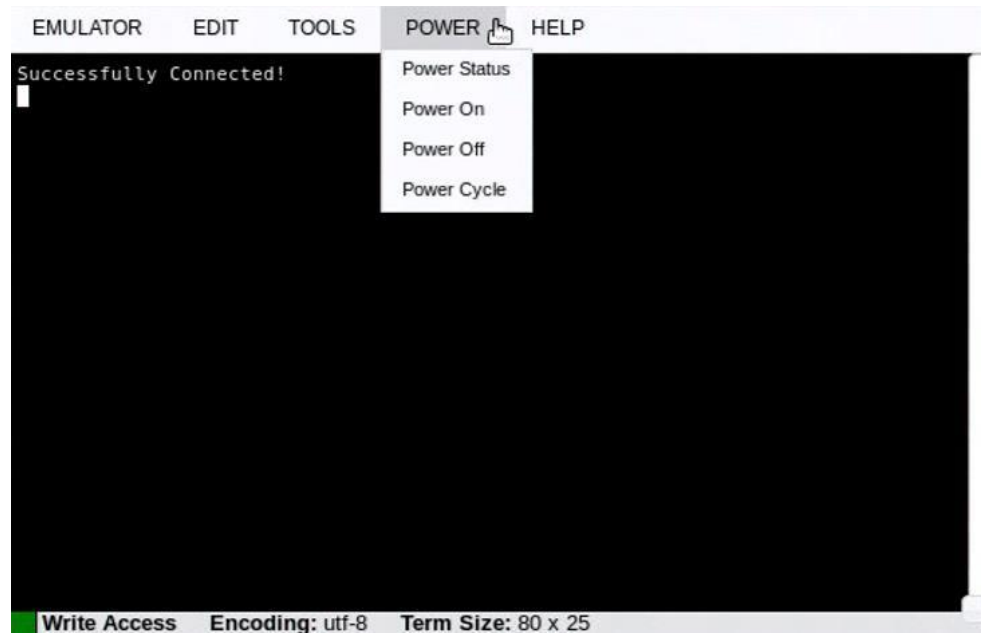 EMULATOR EDIT TOOLS POWER HELP
Successfully Connected!
Power Status
Power On
Power Off
Power Cycle
Write Access Encoding: utf-8 Term Size: 80 x 25